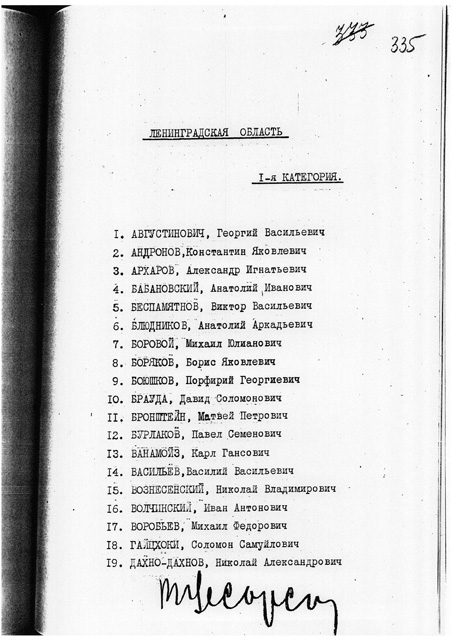 333 335
ЛЕНИНГРАДСКАЯ ОБЛАСТЬ
I-я КАТЕГОРИЯ.
I. АВГУСТИНОВИЧ, Георгий Васильевич
2. АНДРОНОВ,Константин Яковлевич
3. АРХАРОВ, Александр Игнатьевич
4. БАБАНОВСКИЙ, Анатолий Иванович
5. БЕСПАМЯТНОВ, Виктор Васильевич
6. БЛЮДНИКОВ, Анатолий Аркадьевич
7. БОРОВОЙ, Михаил Юлианович
8. БОРЯКОВ, Борис Яковлевич
9. БОЮШКОВ, Порфирий Георгиевич
IО. БРАУДА, Давид Соломонович
II. БРОНШТЕЙН, Матвей Петрович
I2. БУРЛАКОВ, Павел Семенович
I3. ВАНАМОЙЗ, Карл Гансович
I4. ВАСИЛЬЕВ,Василий Васильевич
I5. ВОЗНЕСЕНСКИЙ, Николай Владимирович
I6. ВОЛЧИНСКИЙ, Иван Антонович
I7. ВОРОБЬЕВ, Михаил Федорович
I8. ГАЙЦХОКИ, Соломон Самуйлович
I9. ДАХНО-ДАХНОВ, Николай Александрович